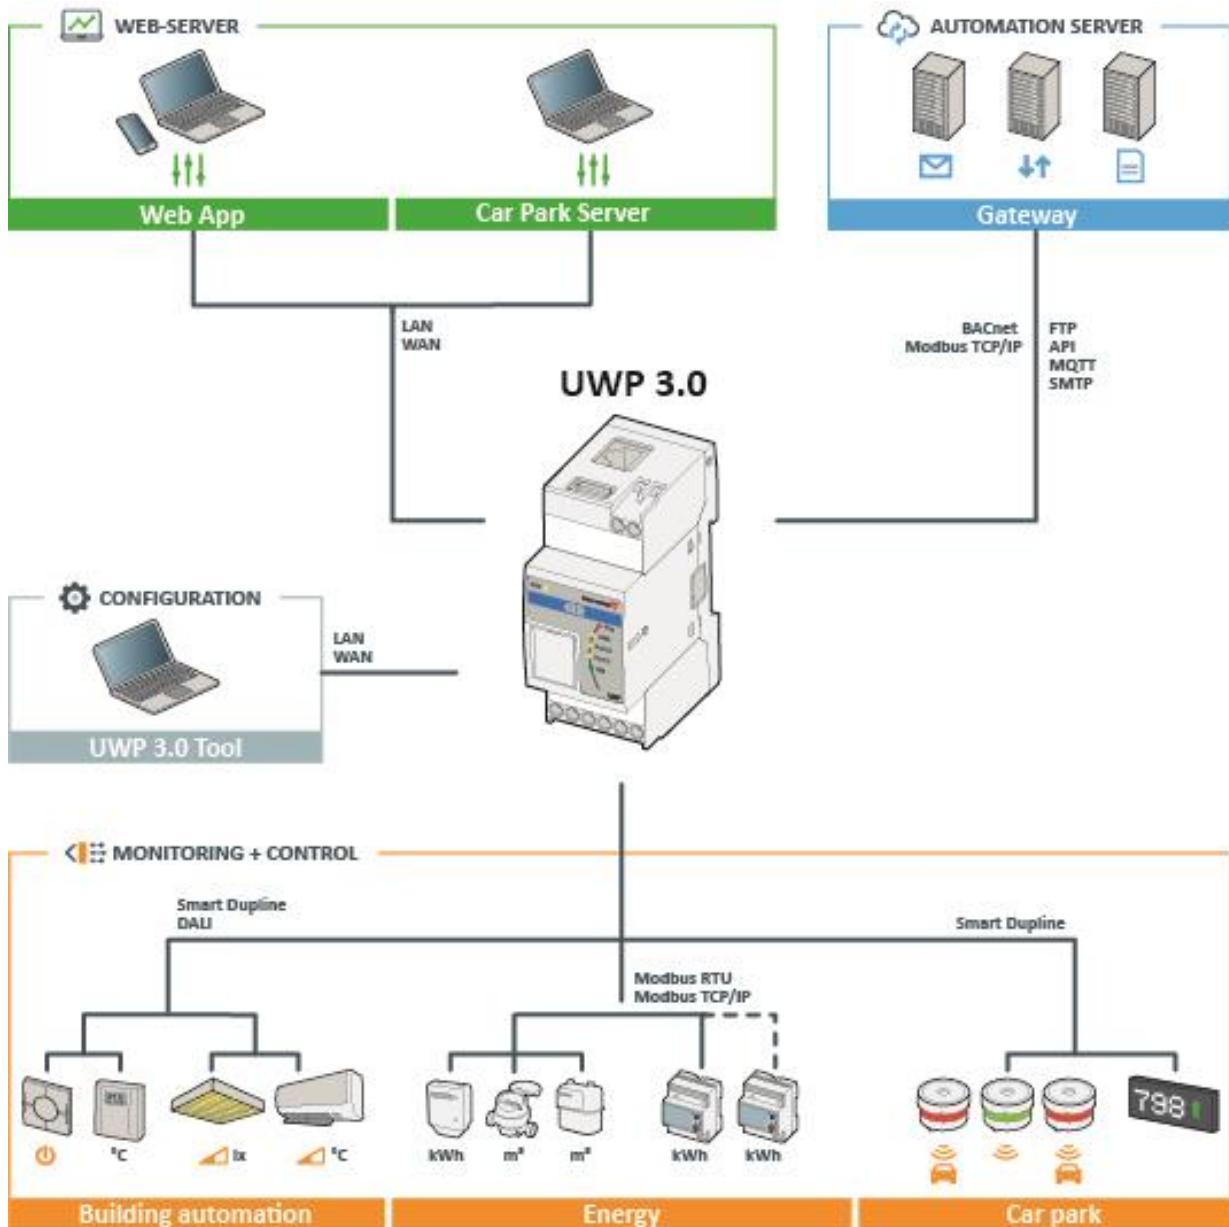 WEB-SERVER
AUTOMATION SERVER
Web App
Car Park Server
Gateway
LAN
WAN
BACnet
Modbus TCP/IP
FTP
API
MQTT
SMTP
UWP 3.0
CONFIGURATION
LAN
WAN
UWP 3.0 Tool
MONITORING + CONTROL
Smart Dupline
DALI
Smart Dupline
Modbus RTU
Modbus TCP/IP
798
°C
lx
°C
kWh
m³
m³
kWh
kWh
Building automation
Energy
Car park